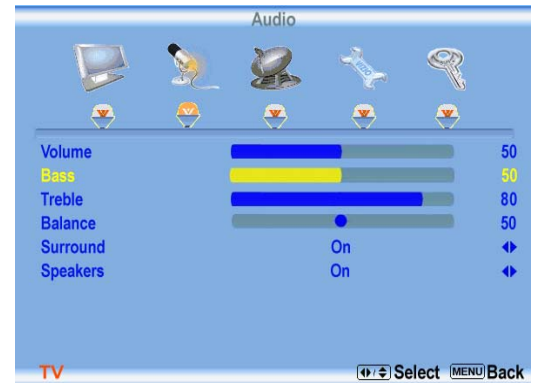 Audio
Volume 50
Bass 50
Treble 80
Balance 50
Surround On
Speakers On
TV Select MENU Back